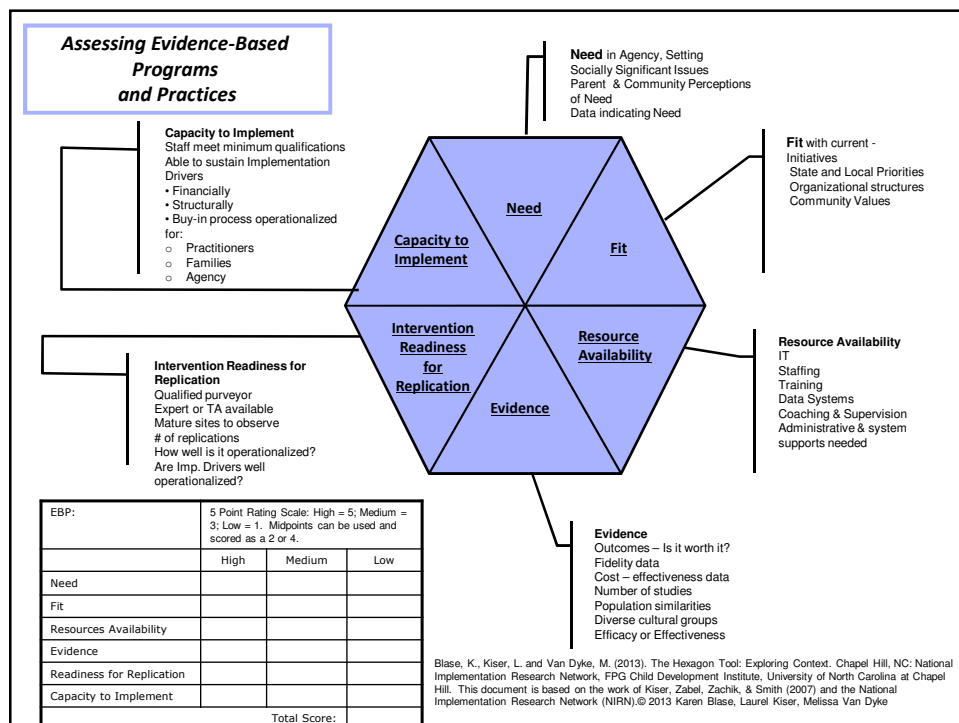 Assessing Evidence-Based
Programs
and Practices
Need in Agency, Setting
Socially Significant Issues
Parent & Community Perceptions
of Need
Data indicating Need
Capacity to Implement
Staff meet minimum qualifications
Able to sustain Implementation
Drivers
• Financially
• Structurally
• Buy-in process operationalized
for:
o Practitioners
o Families
o Agency
Fit with current -
Initiatives
State and Local Priorities
Organizational structures
Community Values
Need
Capacity to
Implement
Fit
Intervention
Readiness
for
Replication
Resource
Availability
Evidence
Resource Availability
IT
Staffing
Training
Data Systems
Coaching & Supervision
Administrative & system
supports needed
Intervention Readiness for
Replication
Qualified purveyor
Expert or TA available
Mature sites to observe
# of replications
How well is it operationalized?
Are Imp. Drivers well
operationalized?
Evidence
Outcomes – Is it worth it?
Fidelity data
Cost – effectiveness data
Number of studies
Population similarities
Diverse cultural groups
Efficacy or Effectiveness
EBP:
5 Point Rating Scale: High = 5; Medium =
3; Low = 1. Midpoints can be used and
scored as a 2 or 4.
High Medium Low
Need
Fit
Resources Availability
Evidence
Readiness for Replication
Capacity to Implement
Total Score:
Blase, K., Kiser, L. and Van Dyke, M. (2013). The Hexagon Tool: Exploring Context. Chapel Hill, NC: National
Implementation Research Network, FPG Child Development Institute, University of North Carolina at Chapel
Hill. This document is based on the work of Kiser, Zabel, Zachik, & Smith (2007) and the National
Implementation Research Network (NIRN).© 2013 Karen Blase, Laurel Kiser, Melissa Van Dyke